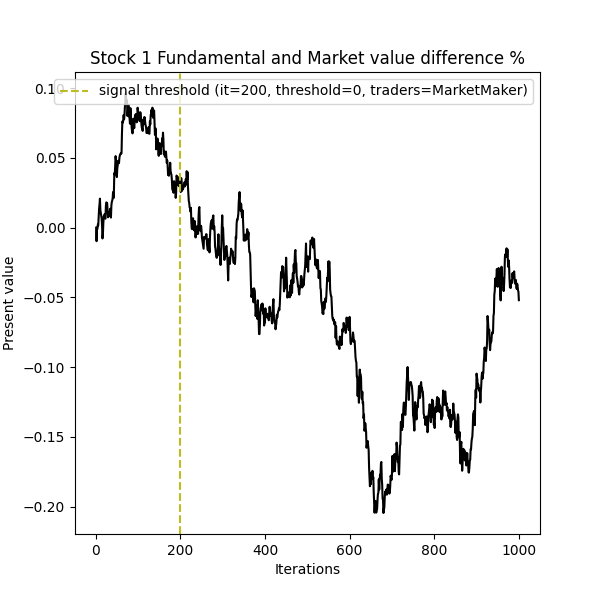 Stock 1 Fundamental and Market value difference %
signal threshold (it=200, threshold=0, traders=MarketMaker)
0.10
0.05
0.00
−0.05
−0.10
−0.15
−0.20
Present value
0 200 400 600 800 1000
Iterations